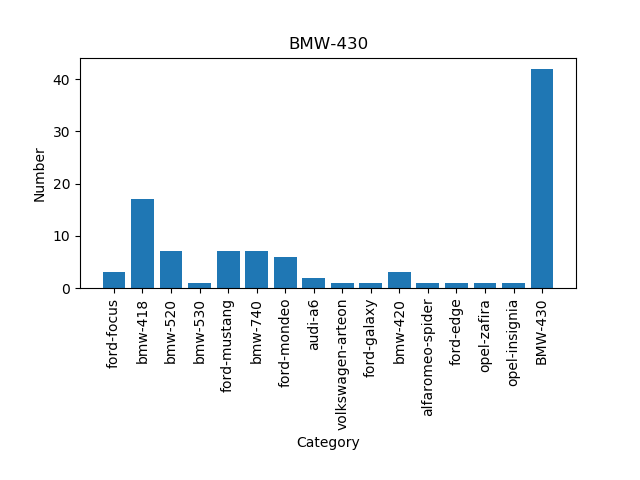 BMW-430
Number
40
30
20
10
0
ford-focus
bmw-418
bmw-520
bmw-530
ford-mustang
bmw-740
ford-mondeo
audi-a6
volkswagen-arteon
ford-galaxy
bmw-420
alfaromeo-spider
ford-edge
opel-zafira
opel-insignia
BMW-430
Category